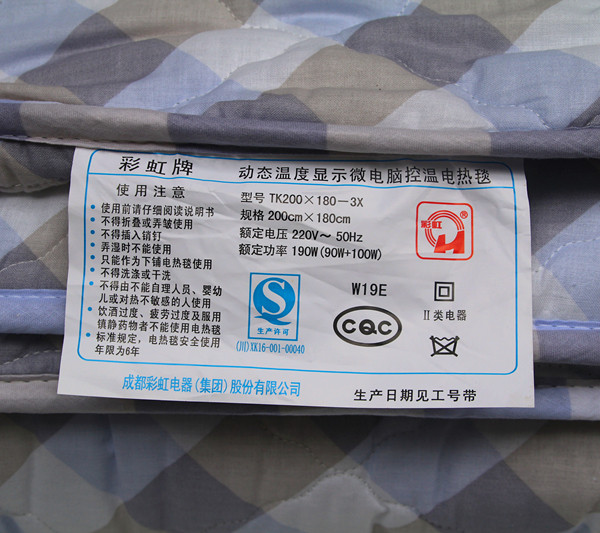 彩虹牌
动态温度显示微电脑控温电热毯
使用注意
• 使用前请仔细阅读说明书
• 不得折叠或弄皱使用
• 不得插入销钉
• 弄湿时不能使用
• 只能作为下铺电热毯使用
• 不得洗涤或干洗
• 不得由不能自理人员、婴幼
儿或对热不敏感的人使用
• 饮酒过度、疲劳过度及服用
镇静药物者不能使用电热毯
• 标准规定，电热毯安全使用
年限为6年
型号 TK200×180－3X
规格 200cm×180cm
额定电压 220V～ 50Hz
额定功率 190W(90W+100W)
彩虹
生产许可
(川)XK16-001-00040
W19E
CQC
II类电器
成都彩虹电器(集团)股份有限公司
生产日期见工号带